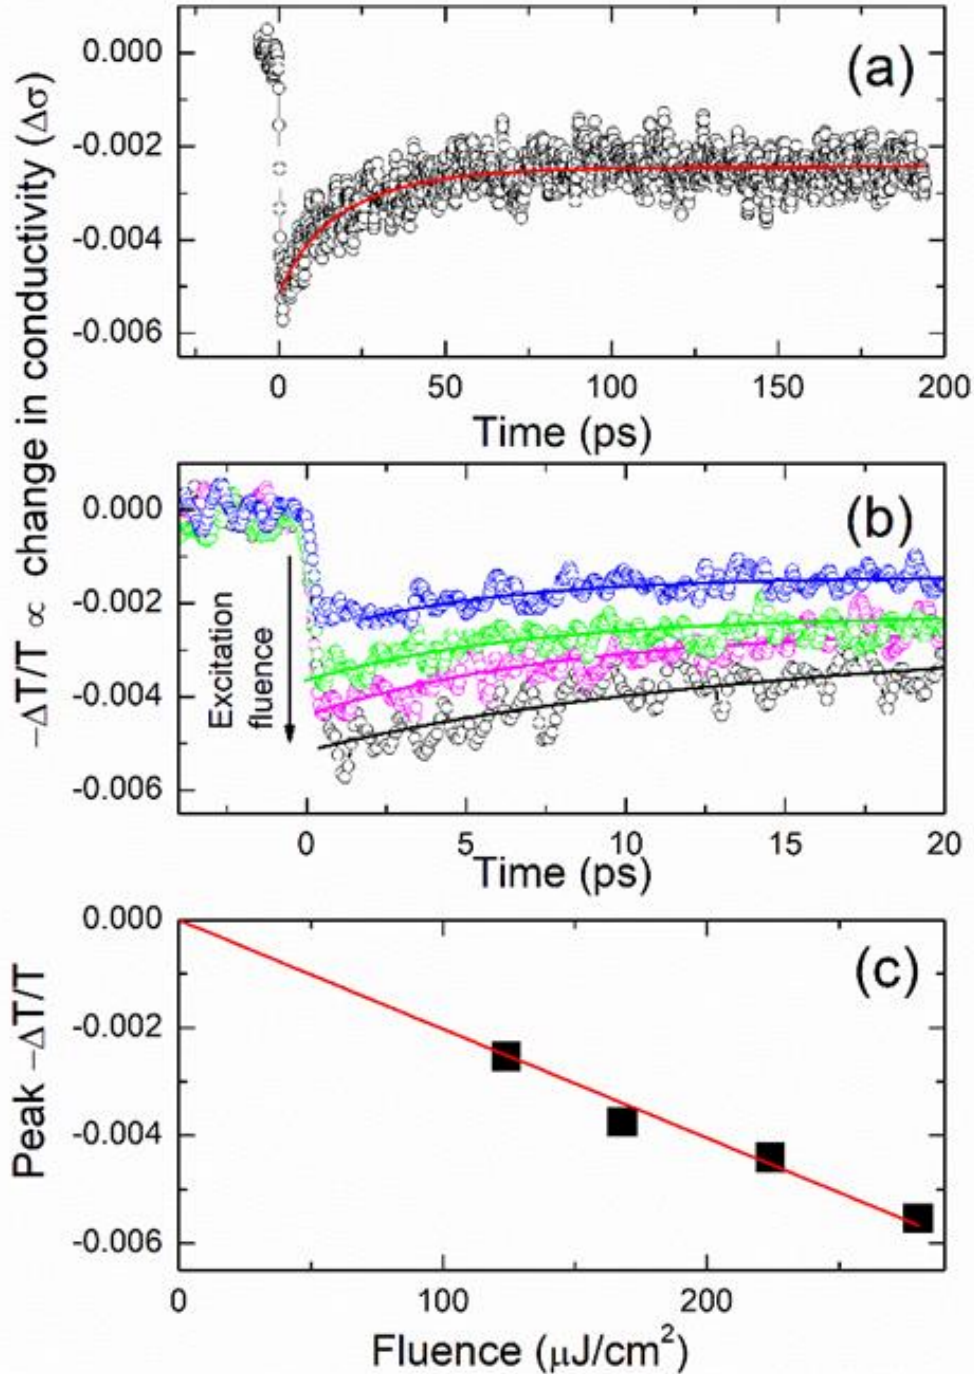 −ΔT/T ∝ change in conductivity (Δσ)
(a)
0.000
-0.002
-0.004
-0.006
0 50 100 150 200
Time (ps)
(b)
0.000
-0.002
-0.004
-0.006
Excitation
fluence
0 5 10 15 20
Time (ps)
Peak −ΔT/T
(c)
0.000
-0.002
-0.004
-0.006
0 100 200
Fluence (μJ/cm²)